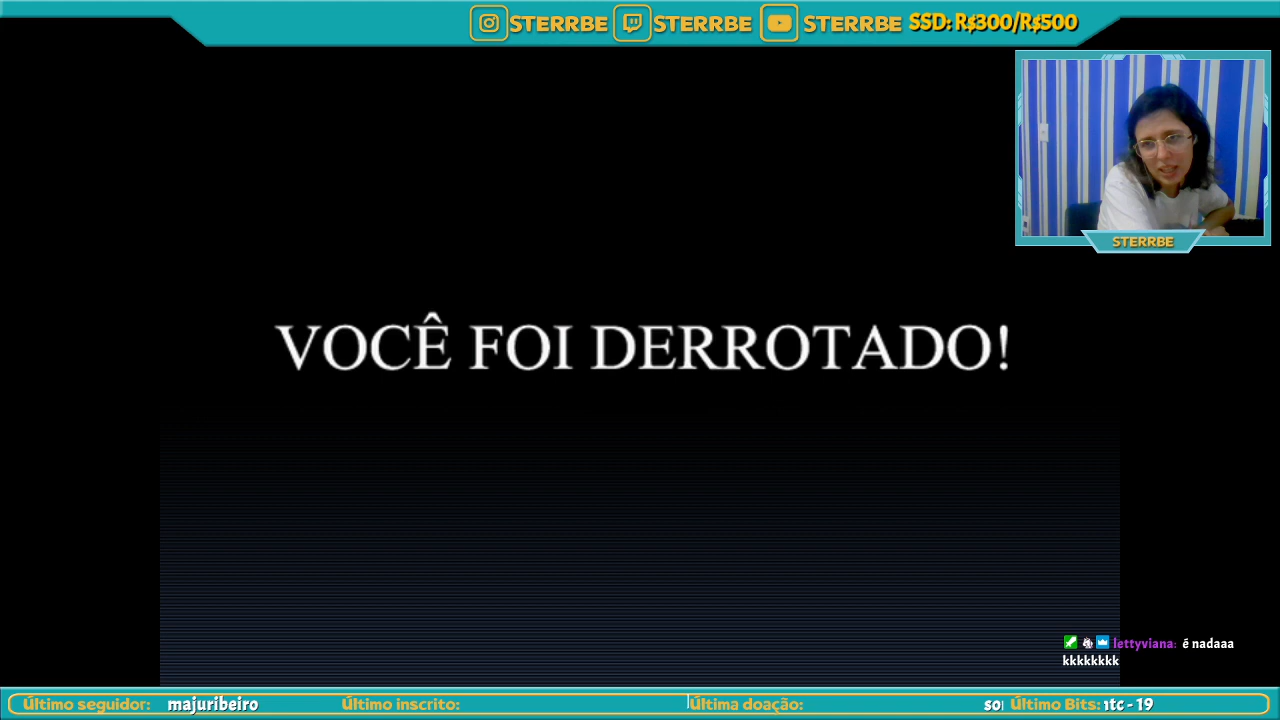 STERRBE STERRBE STERRBE SSD: R$300/R$500
STERRBE
VOCÊ FOI DERROTADO!
lettyviana: é nadaaa
kkkkkkkk
Último seguidor: majuribeiro Último inscrito: Última doação: Último Bits: - 19